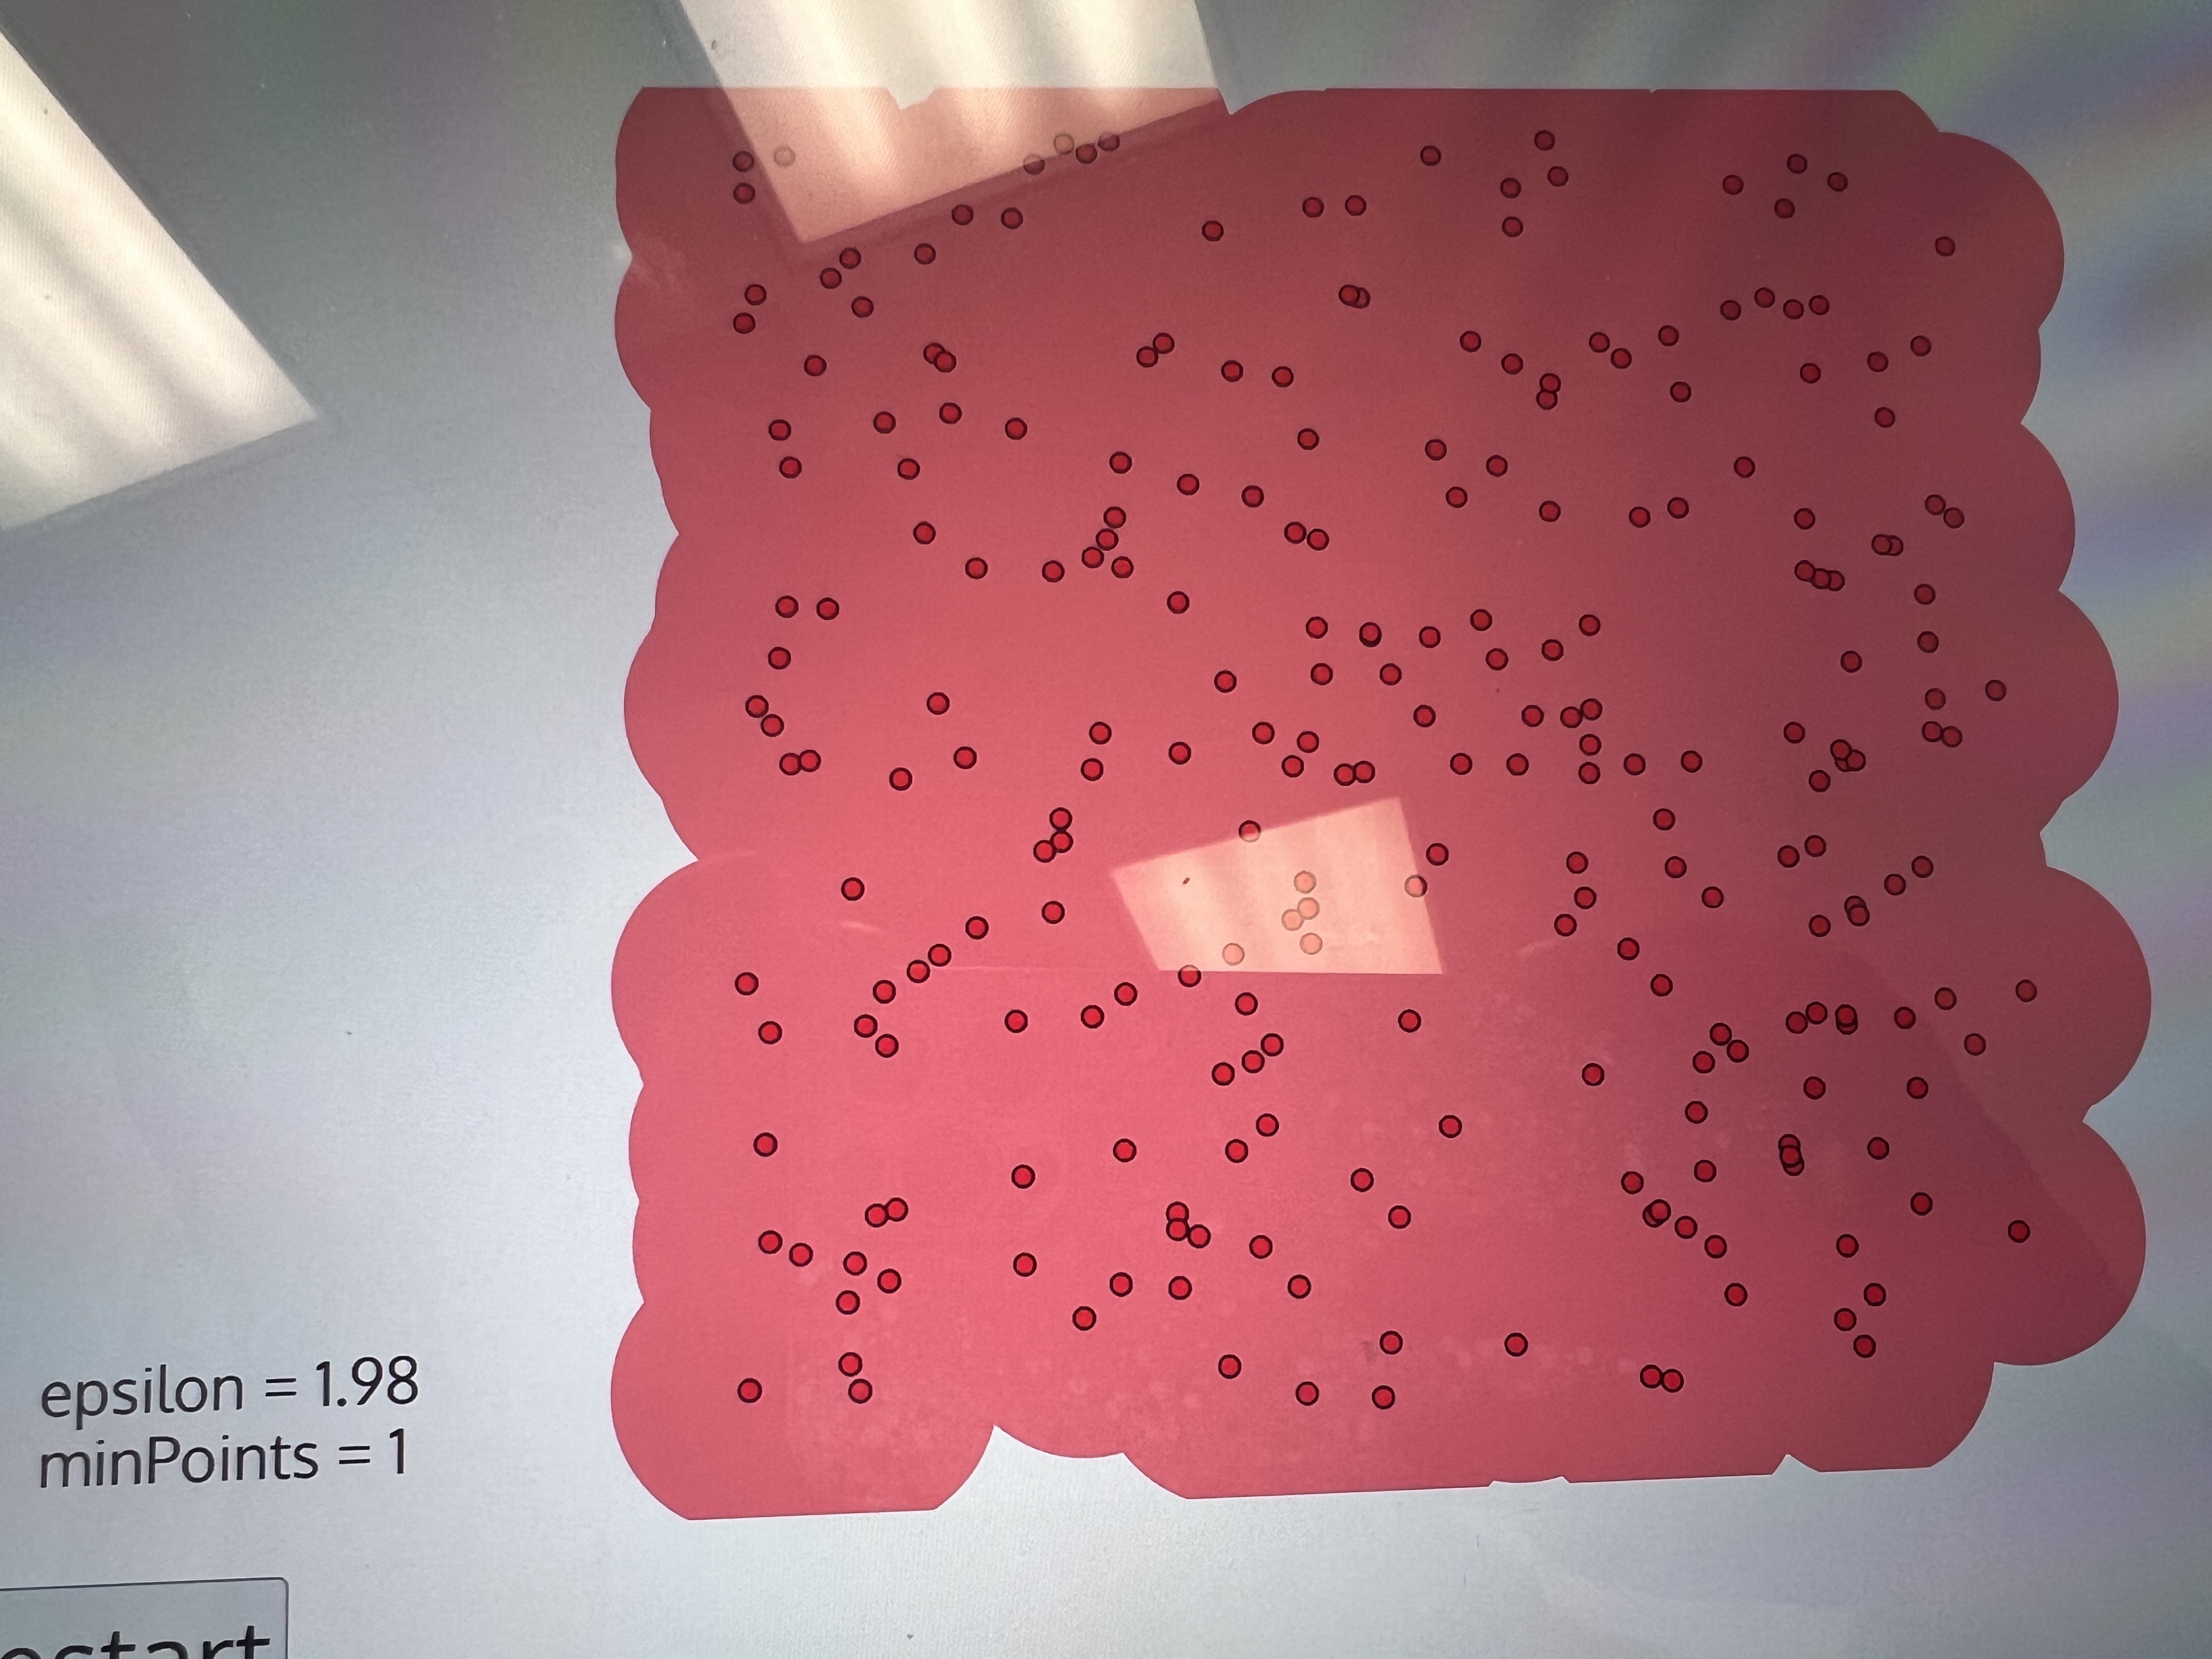 epsilon = 1.98
minPoints = 1